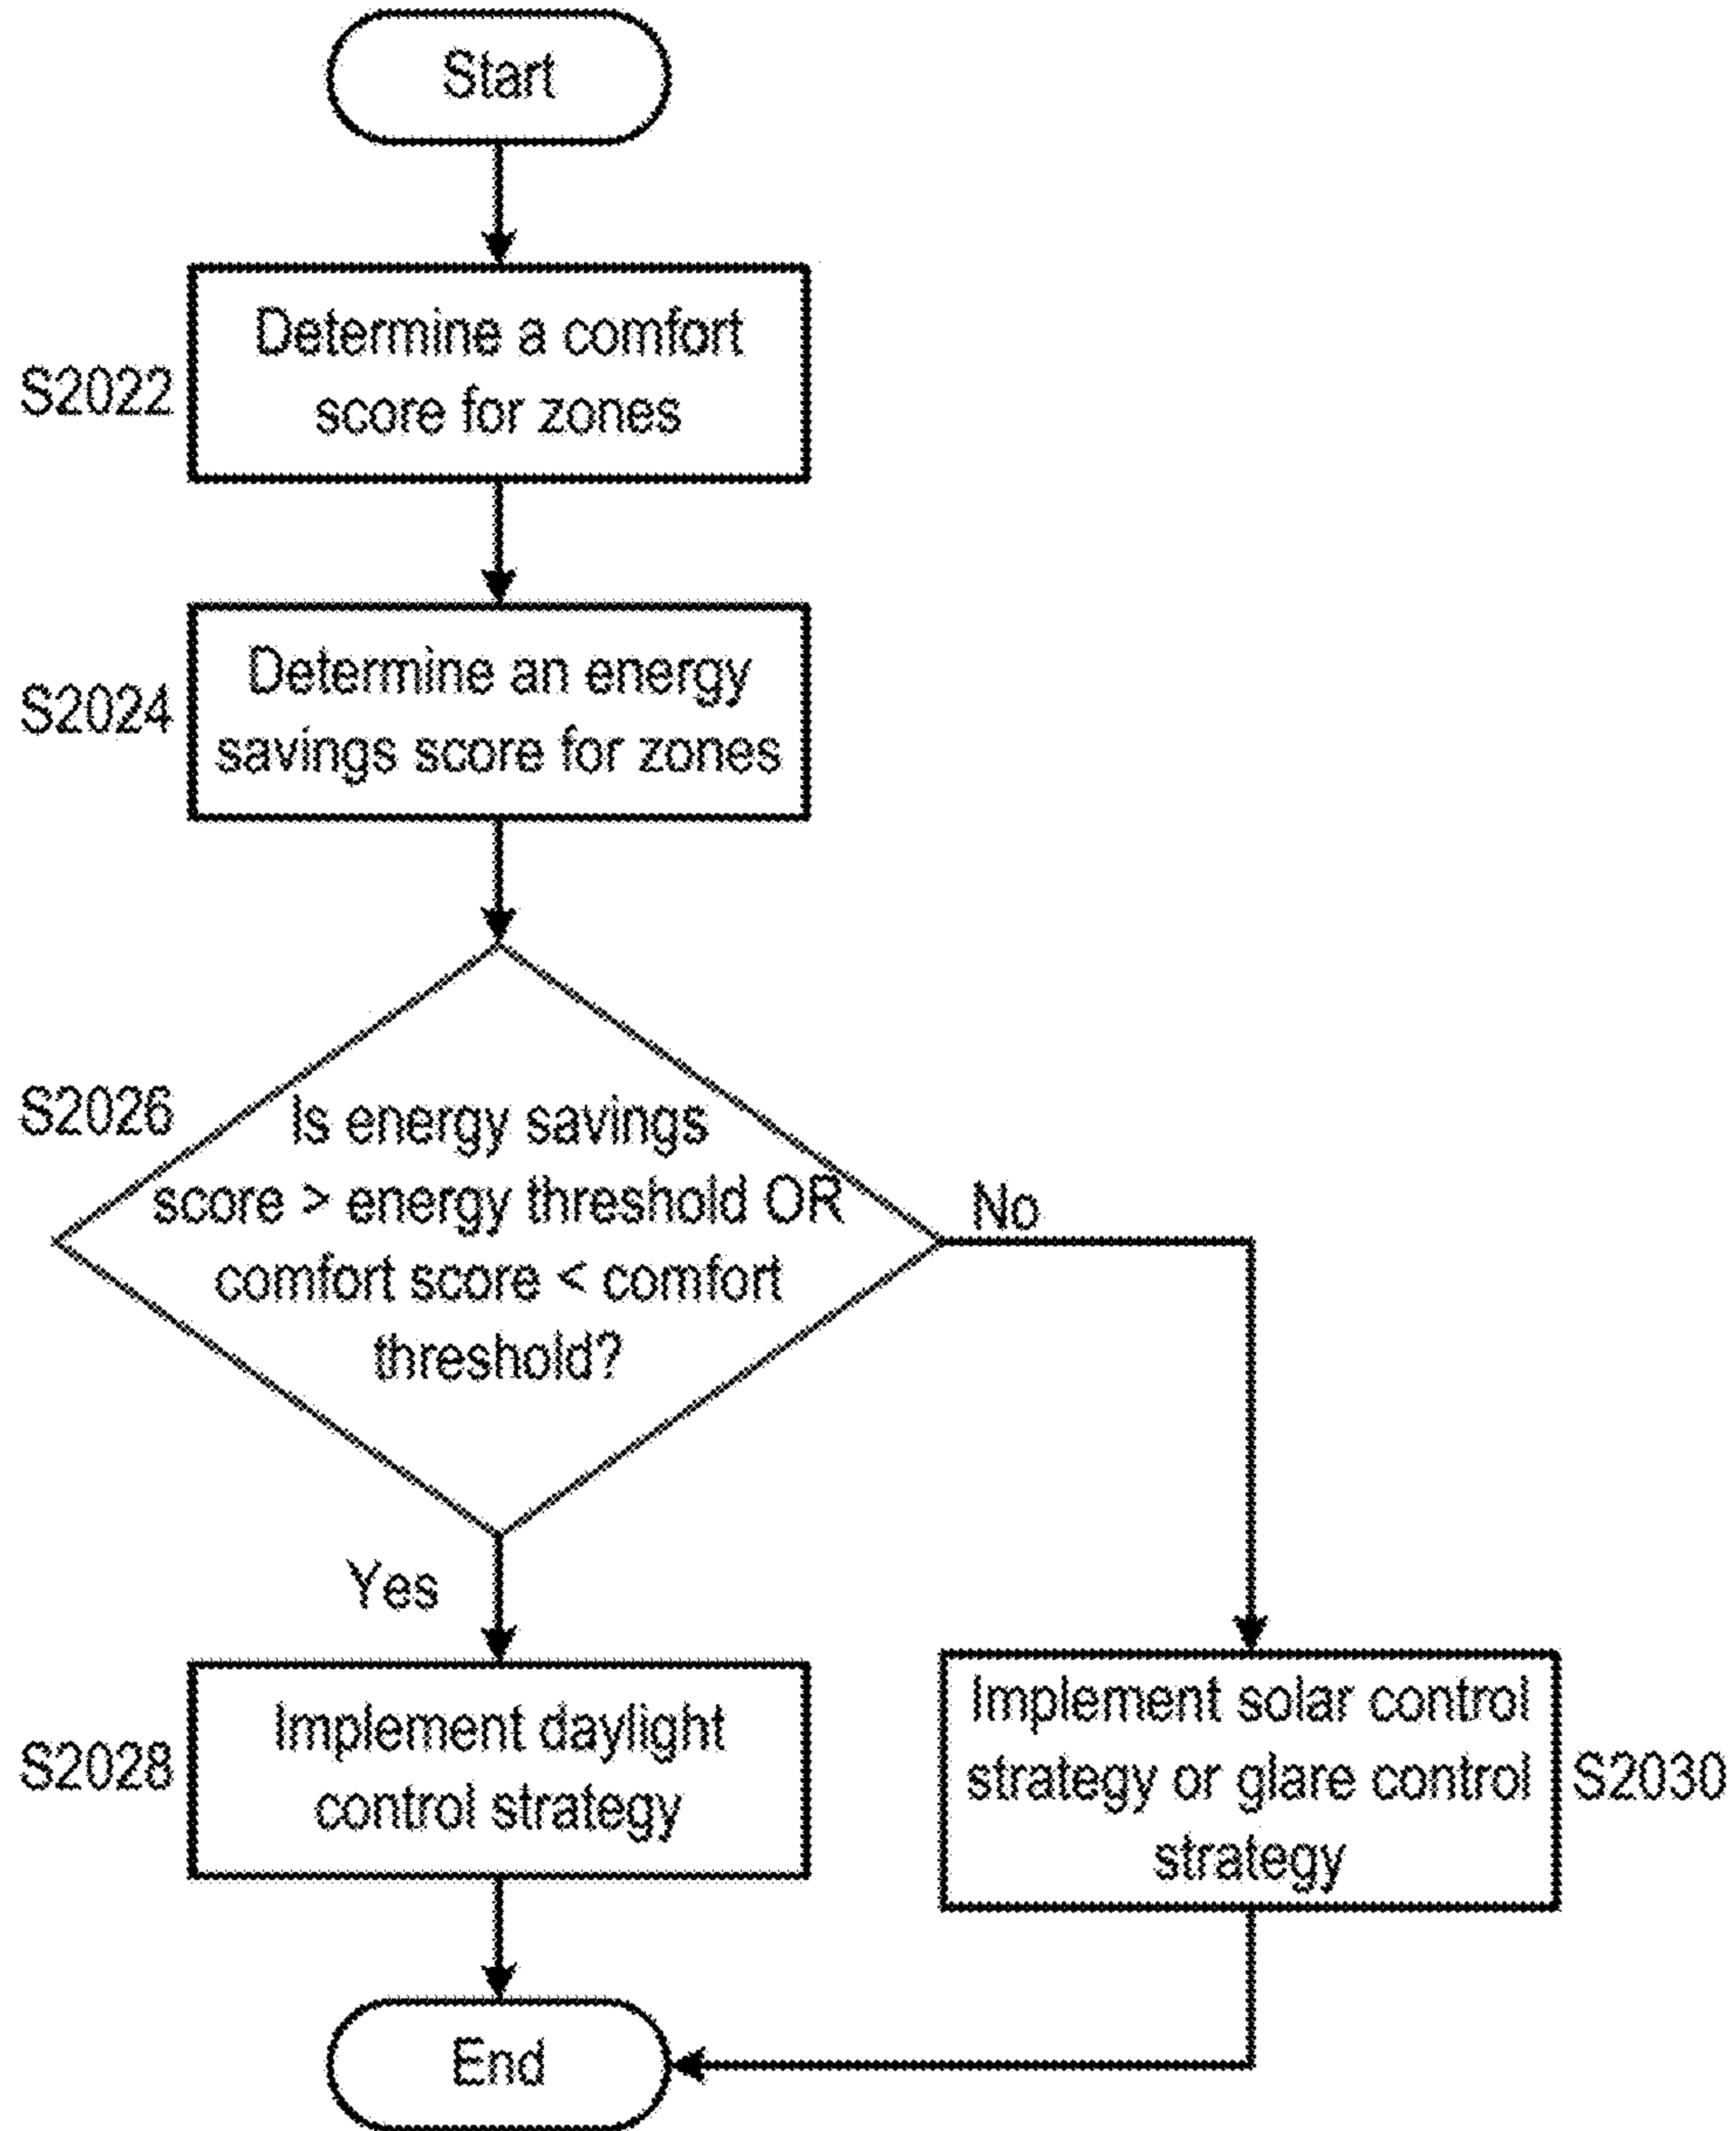 Start
S2022
Determine a comfort
score for zones
S2024
Determine an energy
savings score for zones
S2026
Is energy savings
score > energy threshold OR
comfort score < comfort
threshold?
No
Yes
S2028
Implement daylight
control strategy
Implement solar control
strategy or glare control
strategy
S2030
End